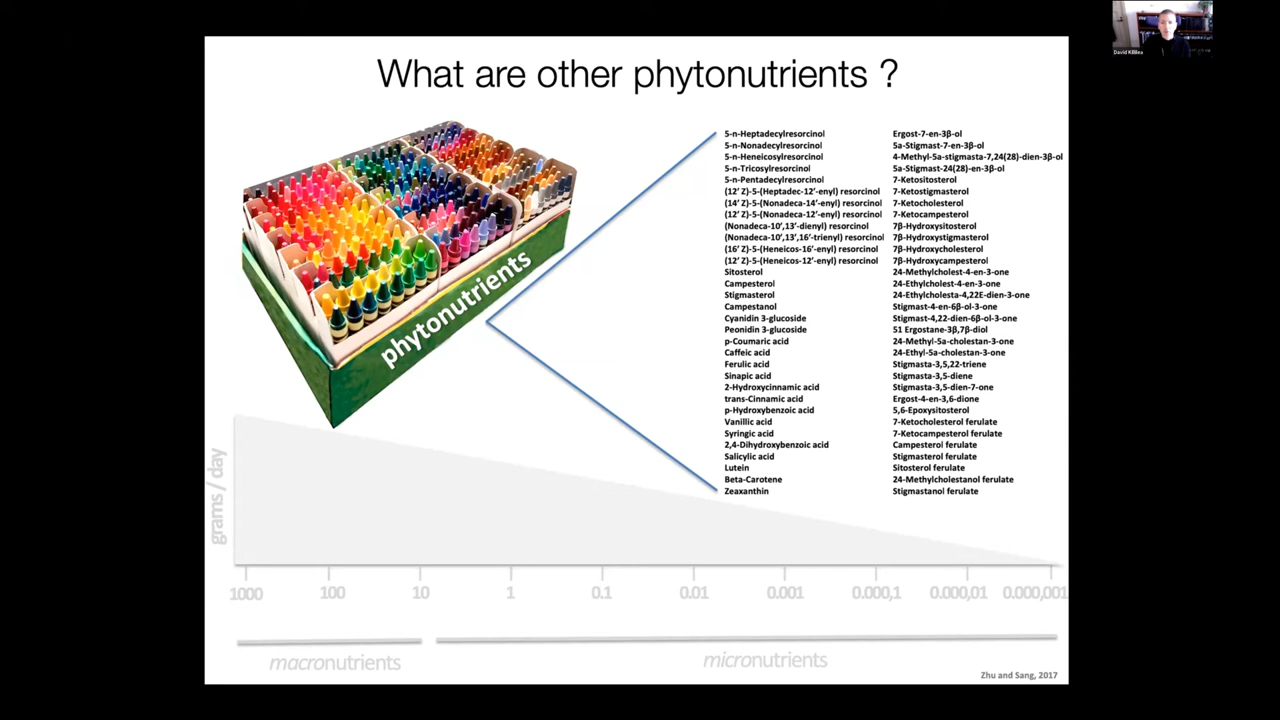 David Killilea
What are other phytonutrients ?
phytonutrients
5-n-Heptadecylresorcinol
5-n-Nonadecylresorcinol
5-n-Heneicosylresorcinol
5-n-Tricosylresorcinol
5-n-Pentadecylresorcinol
(12' Z)-5-(Heptadec-12'-enyl) resorcinol
(14' Z)-5-(Nonadeca-14'-enyl) resorcinol
(12' Z)-5-(Nonadeca-12'-enyl) resorcinol
(Nonadeca-10',13'-dienyl) resorcinol
(Nonadeca-10',13',16'-trienyl) resorcinol
(16' Z)-5-(Heneicos-16'-enyl) resorcinol
(12' Z)-5-(Heneicos-12'-enyl) resorcinol
Sitosterol
Campesterol
Stigmasterol
Campestanol
Cyanidin 3-glucoside
Peonidin 3-glucoside
p-Coumaric acid
Caffeic acid
Ferulic acid
Sinapic acid
2-Hydroxycinnamic acid
trans-Cinnamic acid
p-Hydroxybenzoic acid
Vanillic acid
Syringic acid
2,4-Dihydroxybenzoic acid
Salicylic acid
Lutein
Beta-Carotene
Zeaxanthin
Ergost-7-en-3β-ol
5a-Stigmast-7-en-3β-ol
4-Methyl-5a-stigmasta-7,24(28)-dien-3β-ol
5a-Stigmast-24(28)-en-3β-ol
7-Ketositosterol
7-Ketostigmasterol
7-Ketocholesterol
7-Ketocampesterol
7β-Hydroxysitosterol
7β-Hydroxystigmasterol
7β-Hydroxycholesterol
7β-Hydroxycampesterol
24-Methylcholest-4-en-3-one
24-Ethylcholest-4-en-3-one
24-Ethylcholesta-4,22E-dien-3-one
Stigmast-4-en-6β-ol-3-one
Stigmast-4,22-dien-6β-ol-3-one
51 Ergostane-3β,7β-diol
24-Methyl-5a-cholestan-3-one
24-Ethyl-5a-cholestan-3-one
Stigmasta-3,5,22-triene
Stigmasta-3,5-diene
Stigmasta-3,5-dien-7-one
Ergost-4-en-3,6-dione
5,6-Epoxysitosterol
7-Ketocholesterol ferulate
7-Ketocampesterol ferulate
Campesterol ferulate
Stigmasterol ferulate
Sitosterol ferulate
24-Methylcholestanol ferulate
Stigmastanol ferulate
grams / day
1000 100 10 1 0.1 0.01 0.001 0.000,1 0.000,01 0.000,001
macronutrients
micronutrients
Zhu and Sang, 2017